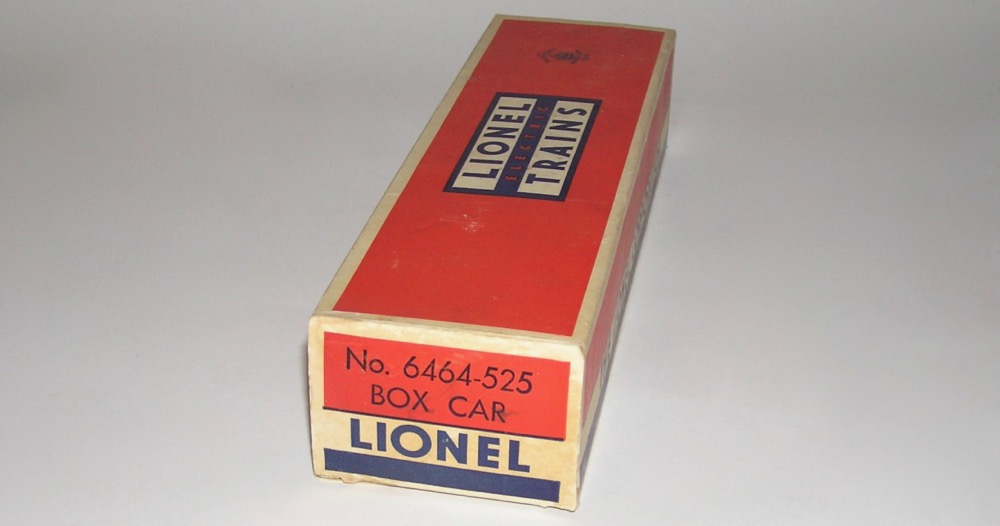 LIONEL
ELECTRIC
TRAINS
No. 6464-525
BOX CAR
LIONEL